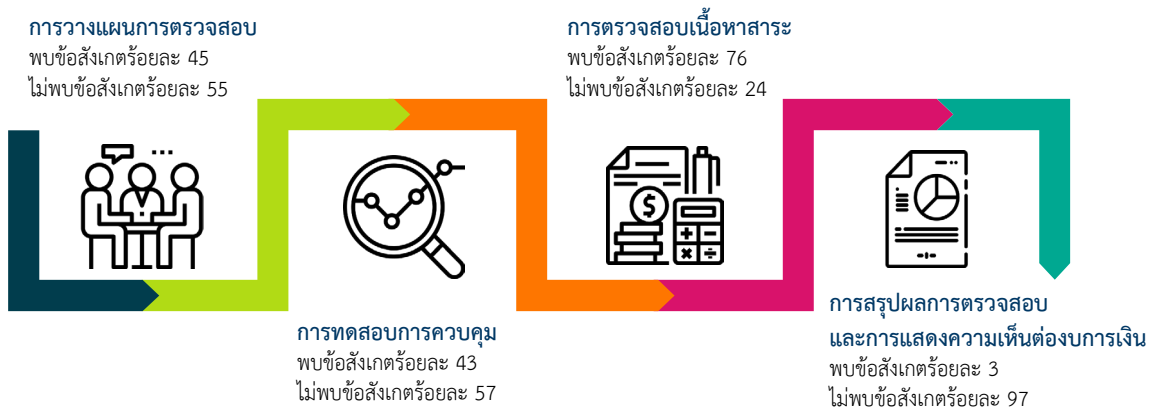 การวางแผนการตรวจสอบ
พบข้อสังเกตร้อยละ 45
ไม่พบข้อสังเกตร้อยละ 55
การทดสอบการควบคุม
พบข้อสังเกตร้อยละ 43
ไม่พบข้อสังเกตร้อยละ 57
การตรวจสอบเนื้อหาสาระ
พบข้อสังเกตร้อยละ 76
ไม่พบข้อสังเกตร้อยละ 24
การสรุปผลการตรวจสอบ
และการแสดงความเห็นต่องบการเงิน
พบข้อสังเกตร้อยละ 3
ไม่พบข้อสังเกตร้อยละ 97